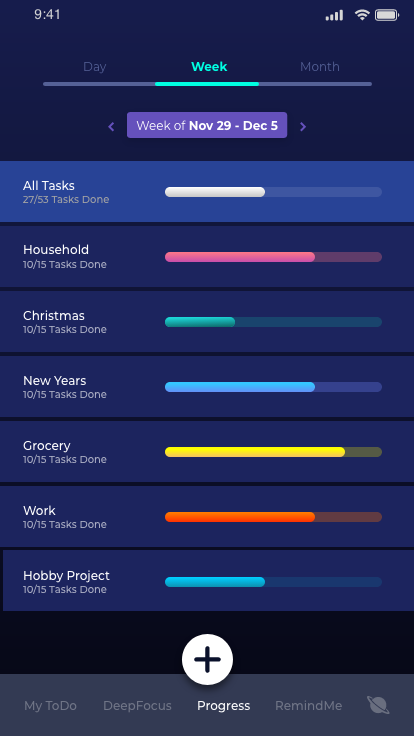 9:41
Day Week Month
Week of Nov 29 - Dec 5
All Tasks
27/53 Tasks Done
Household
10/15 Tasks Done
Christmas
10/15 Tasks Done
New Years
10/15 Tasks Done
Grocery
10/15 Tasks Done
Work
10/15 Tasks Done
Hobby Project
10/15 Tasks Done
My ToDo DeepFocus Progress RemindMe